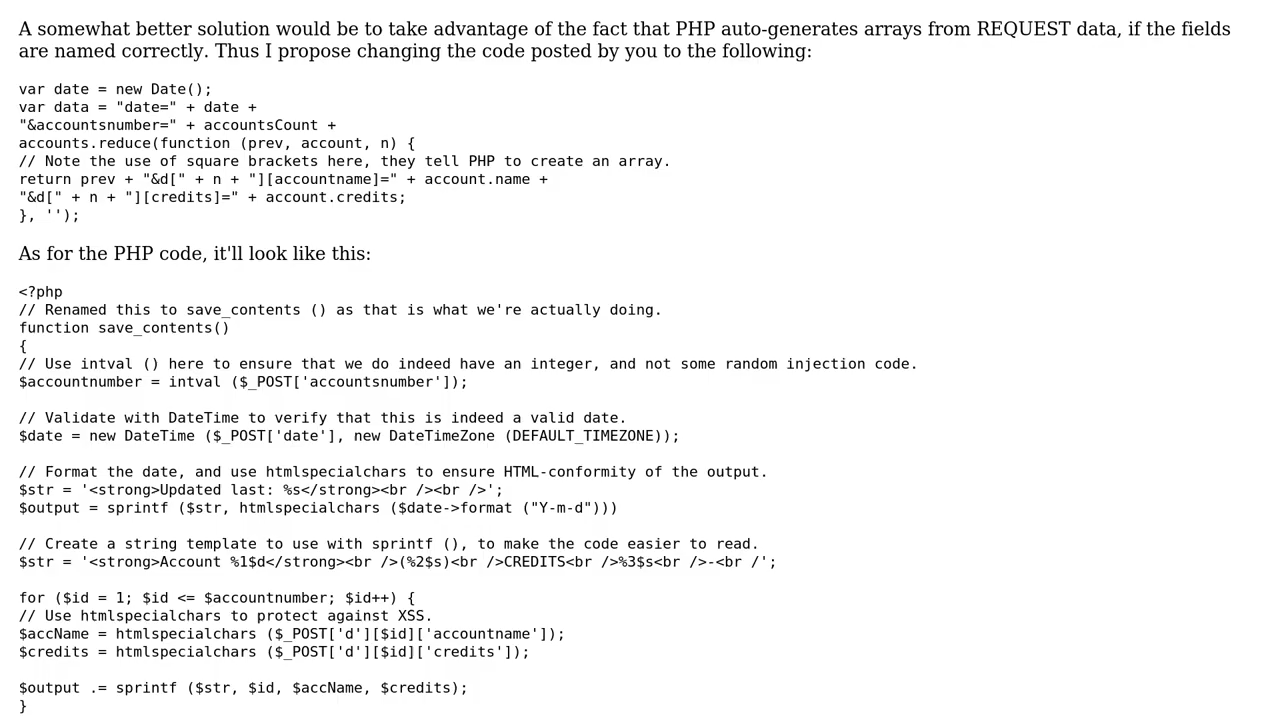 A somewhat better solution would be to take advantage of the fact that PHP auto-generates arrays from REQUEST data, if the fields
are named correctly. Thus I propose changing the code posted by you to the following:
var date = new Date();
var data = "date=" + date +
"&accountsnumber=" + accountsCount +
accounts.reduce(function (prev, account, n) {
// Note the use of square brackets here, they tell PHP to create an array.
return prev + "&d[" + n + "][accountname]=" + account.name +
"&d[" + n + "][credits]=" + account.credits;
}, '');
As for the PHP code, it'll look like this:
<?php
// Renamed this to save_contents () as that is what we're actually doing.
function save_contents()
{
// Use intval () here to ensure that we do indeed have an integer, and not some random injection code.
$accountnumber = intval ($_POST['accountsnumber']);
// Validate with DateTime to verify that this is indeed a valid date.
$date = new DateTime ($_POST['date'], new DateTimeZone (DEFAULT_TIMEZONE));
// Format the date, and use htmlspecialchars to ensure HTML-conformity of the output.
$str = '<strong>Updated last: %s</strong><br /><br />';
$output = sprintf ($str, htmlspecialchars ($date->format ("Y-m-d")))
// Create a string template to use with sprintf (), to make the code easier to read.
$str = '<strong>Account %1$d</strong><br />(%2$s)<br />CREDITS<br />%3$s<br />-<br /';
for ($id = 1; $id <= $accountnumber; $id++) {
// Use htmlspecialchars to protect against XSS.
$accName = htmlspecialchars ($_POST['d'][$id]['accountname']);
$credits = htmlspecialchars ($_POST['d'][$id]['credits']);
$output .= sprintf ($str, $id, $accName, $credits);
}